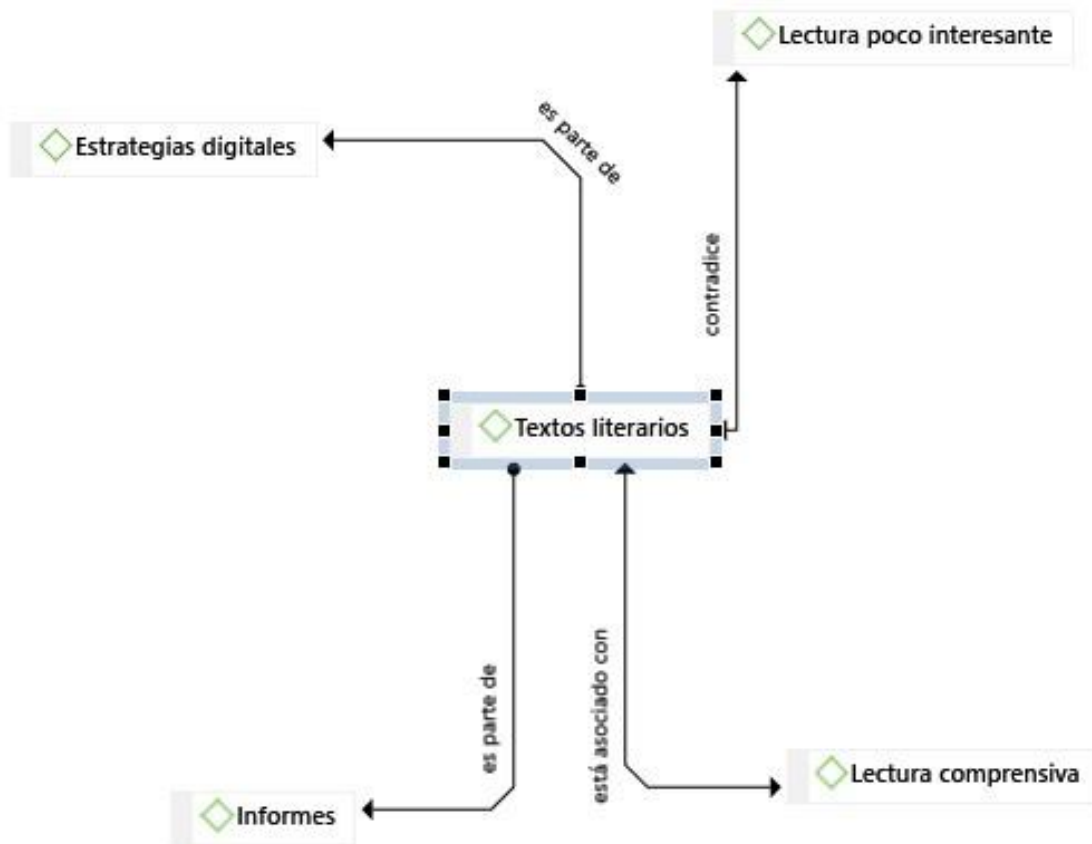 Lectura poco interesante
es parte de
Estrategias digitales
contradice
Textos literarios
es parte de
está asociado con
Lectura comprensiva
Informes